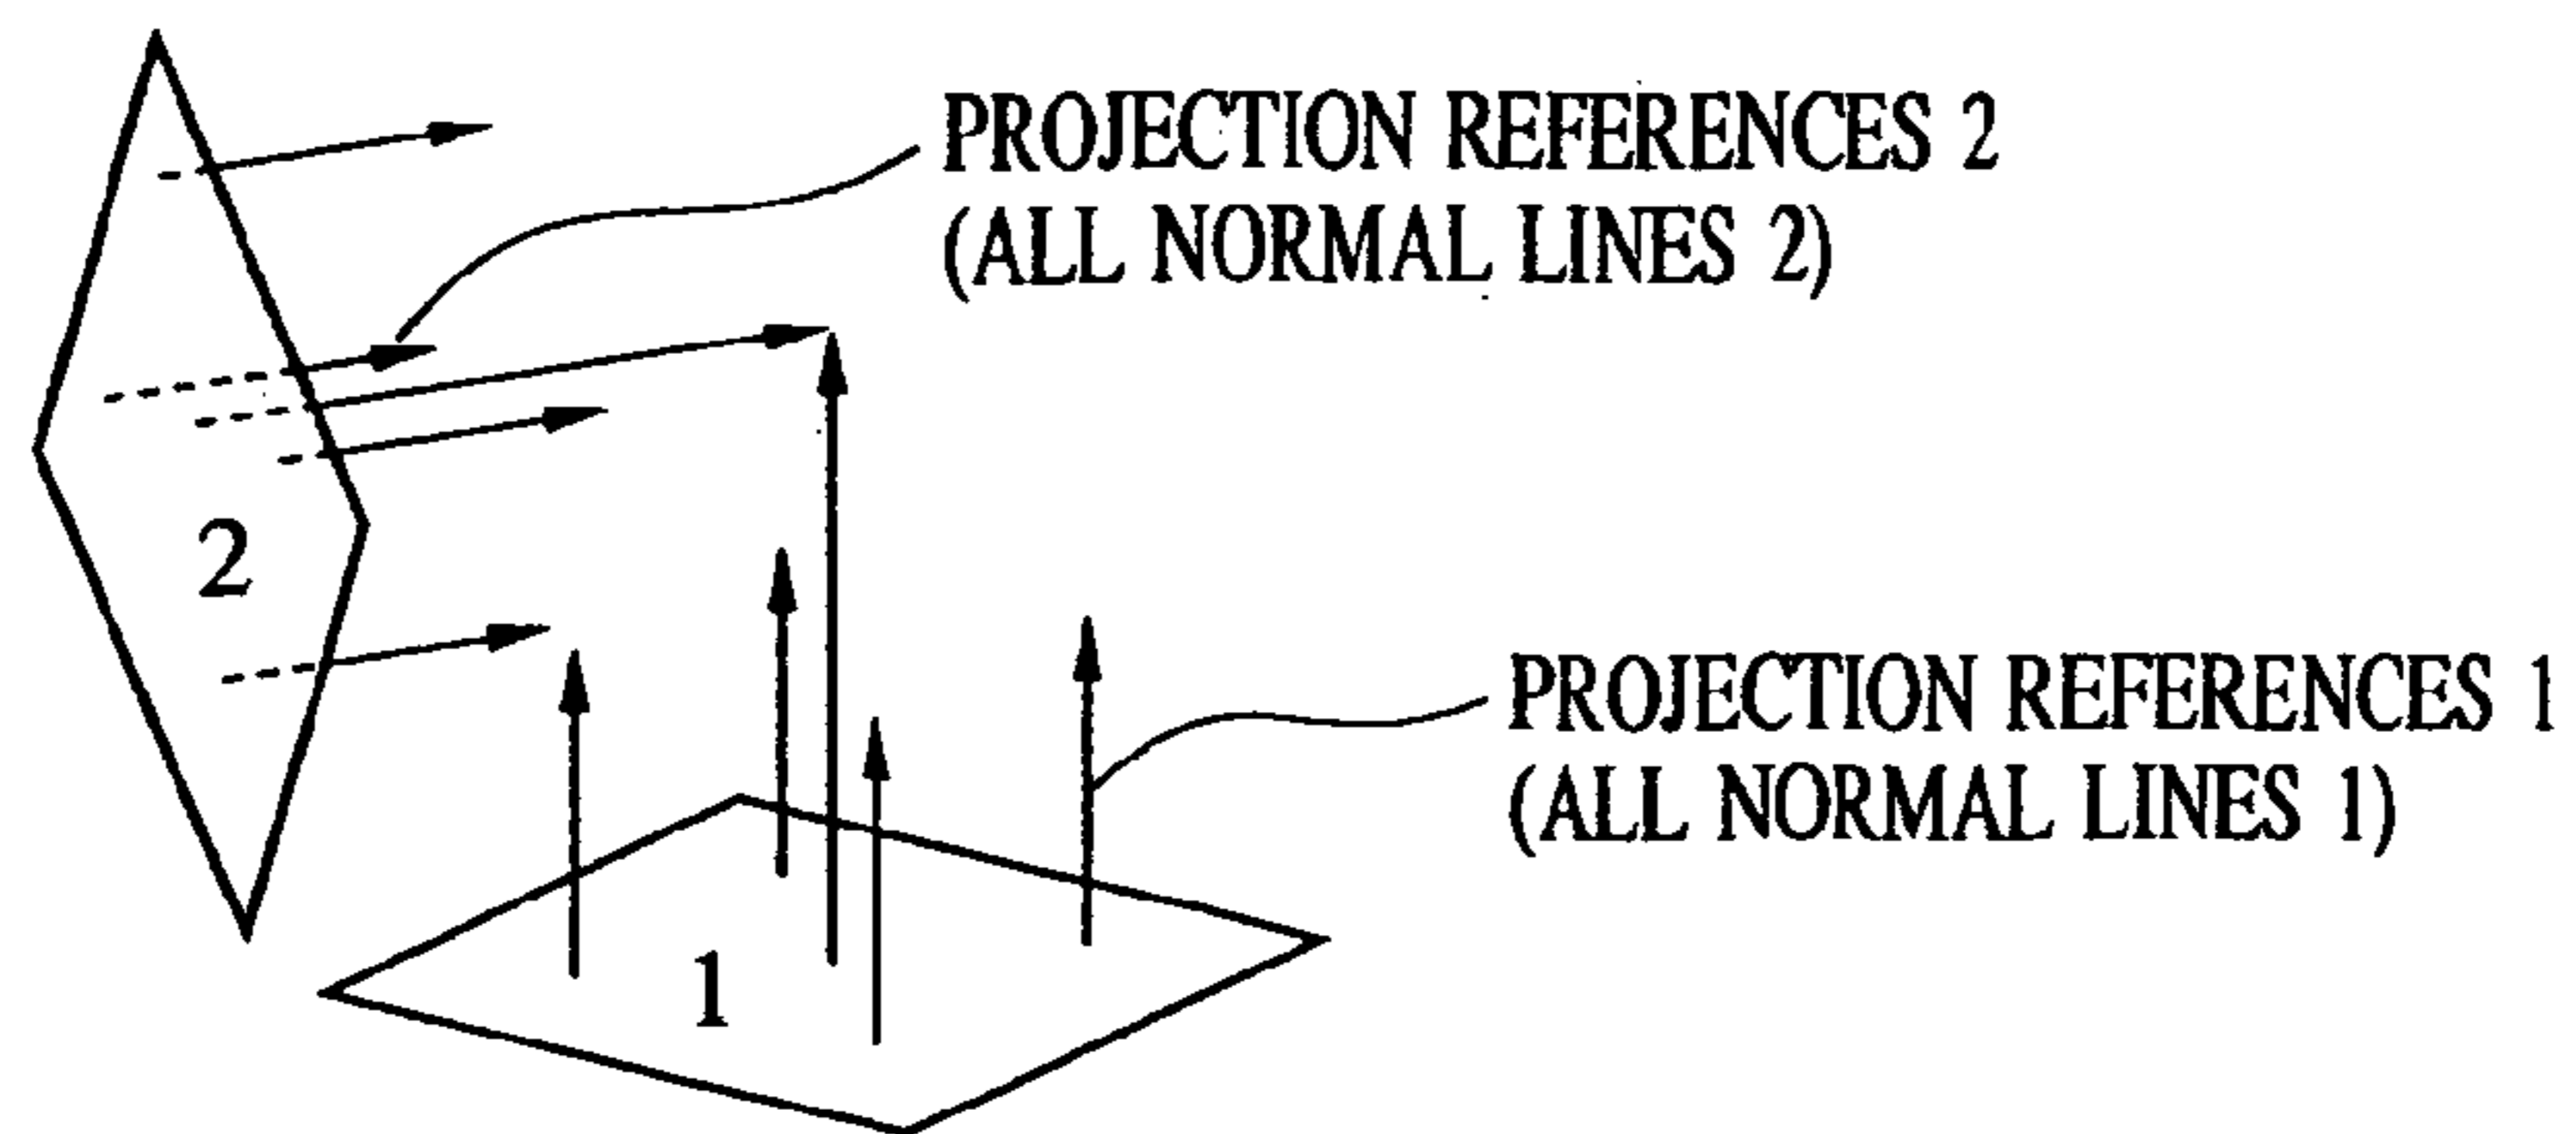 PROJECTION REFERENCES 2
(ALL NORMAL LINES 2)
2
PROJECTION REFERENCES 1
(ALL NORMAL LINES 1)
1